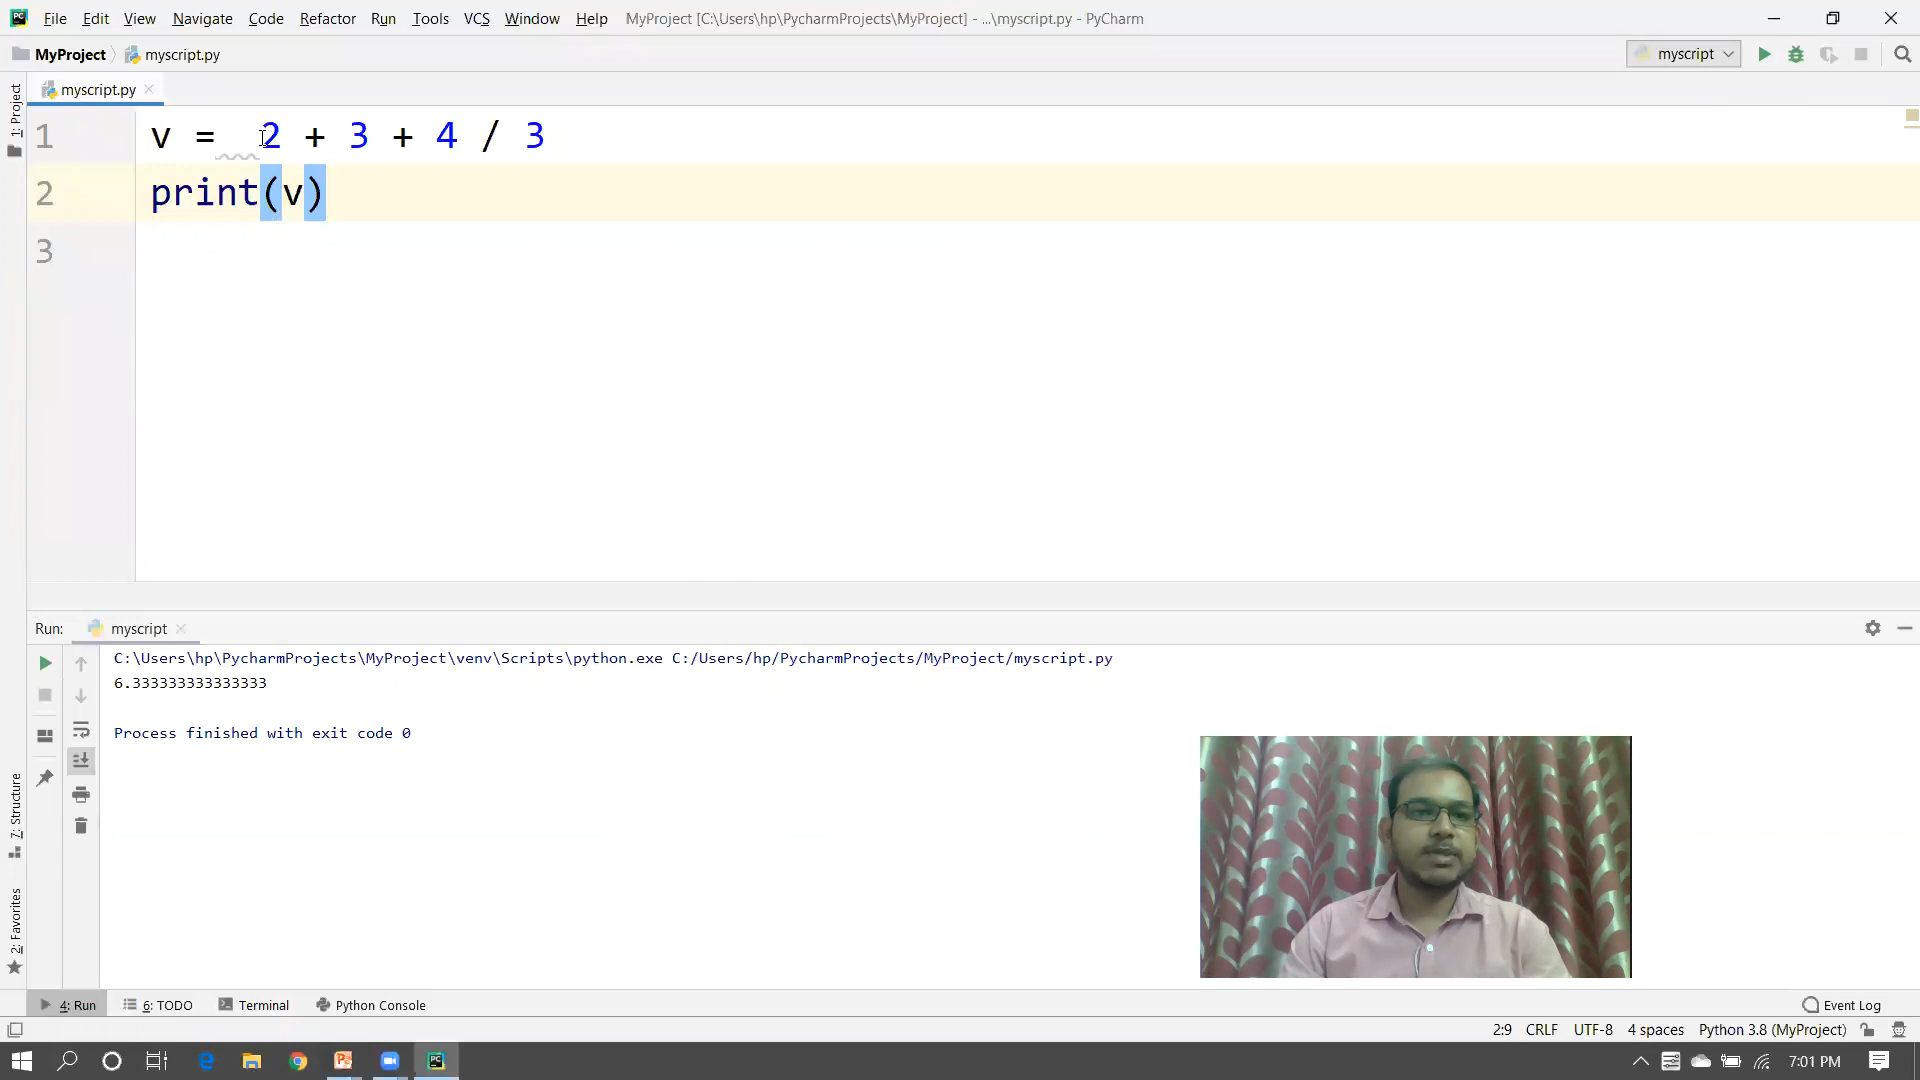 File Edit View Navigate Code Refactor Run Tools VCS Window Help MyProject [C:\Users\hp\PycharmProjects\MyProject] - ...\myscript.py - PyCharm
MyProject myscript.py myscript
myscript.py
1: Project
1 v =  2 + 3 + 4 / 3
2 print(v)
3
Run: myscript
C:\Users\hp\PycharmProjects\MyProject\venv\Scripts\python.exe C:/Users/hp/PycharmProjects/MyProject/myscript.py
6.333333333333333
Process finished with exit code 0
7: Structure
2: Favorites
4: Run 6: TODO Terminal Python Console Event Log
2:9 CRLF UTF-8 4 spaces Python 3.8 (MyProject)
7:01 PM